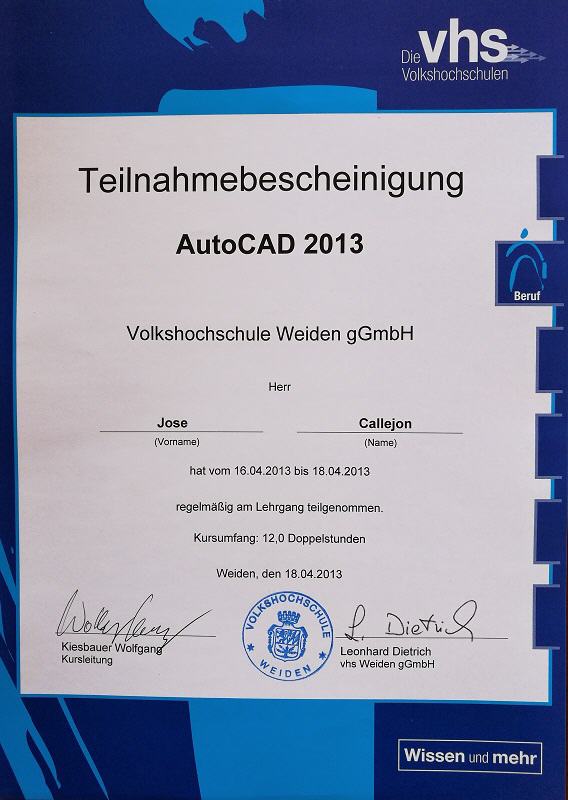 Die vhs
Volkshochschulen
Teilnahmebescheinigung
AutoCAD 2013
Beruf
Volkshochschule Weiden gGmbH
Herr
Jose Callejon
(Vorname) (Name)
hat vom 16.04.2013 bis 18.04.2013
regelmäßig am Lehrgang teilgenommen.
Kursumfang: 12,0 Doppelstunden
Weiden, den 18.04.2013
L. Dietrich
VOLKSHOCHSCHULE
WEIDEN
Kiesbauer Wolfgang
Kursleitung
Leonhard Dietrich
vhs Weiden gGmbH
Wissen und mehr